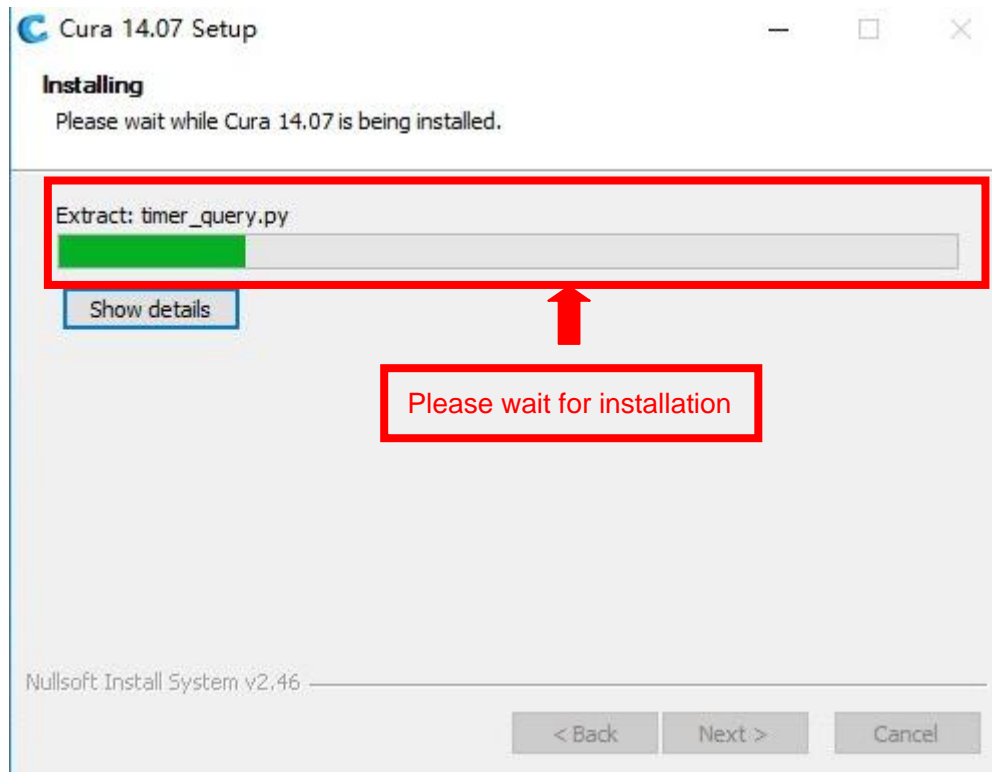 Cura 14.07 Setup
Installing
Please wait while Cura 14.07 is being installed.
Extract: timer_query.py
Show details
Please wait for installation
Nullsoft Install System v2.46
< Back Next > Cancel